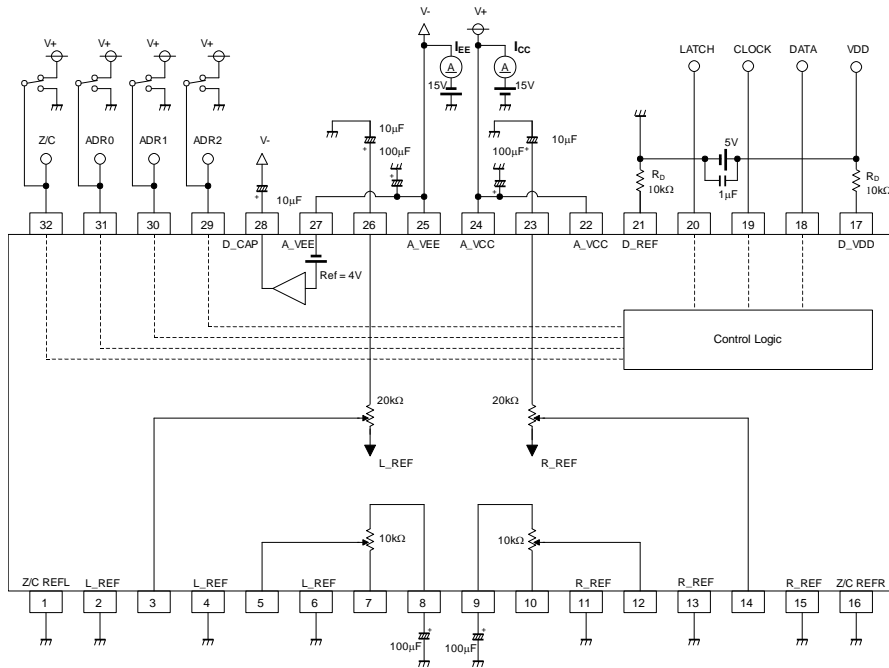 V-
V+
I_EE
I_CC
A
A
15V
15V
V+
V+
V+
V+
LATCH
CLOCK
DATA
VDD
Z/C
ADR0
ADR1
ADR2
V-
10µF
+
10µF
+
100µF
+
10µF
+
100µF
+
5V
1µF
R_D
10kΩ
R_D
10kΩ
32
31
30
29
28
27
26
25
24
23
22
21
20
19
18
17
D_CAP
A_VEE
A_VEE
A_VCC
A_VCC
D_REF
D_VDD
Ref = 4V
Control Logic
20kΩ
20kΩ
L_REF
R_REF
10kΩ
10kΩ
Z/C REFL
L_REF
L_REF
L_REF
R_REF
R_REF
R_REF
Z/C REFR
1
2
3
4
5
6
7
8
9
10
11
12
13
14
15
16
100µF
+
100µF
+